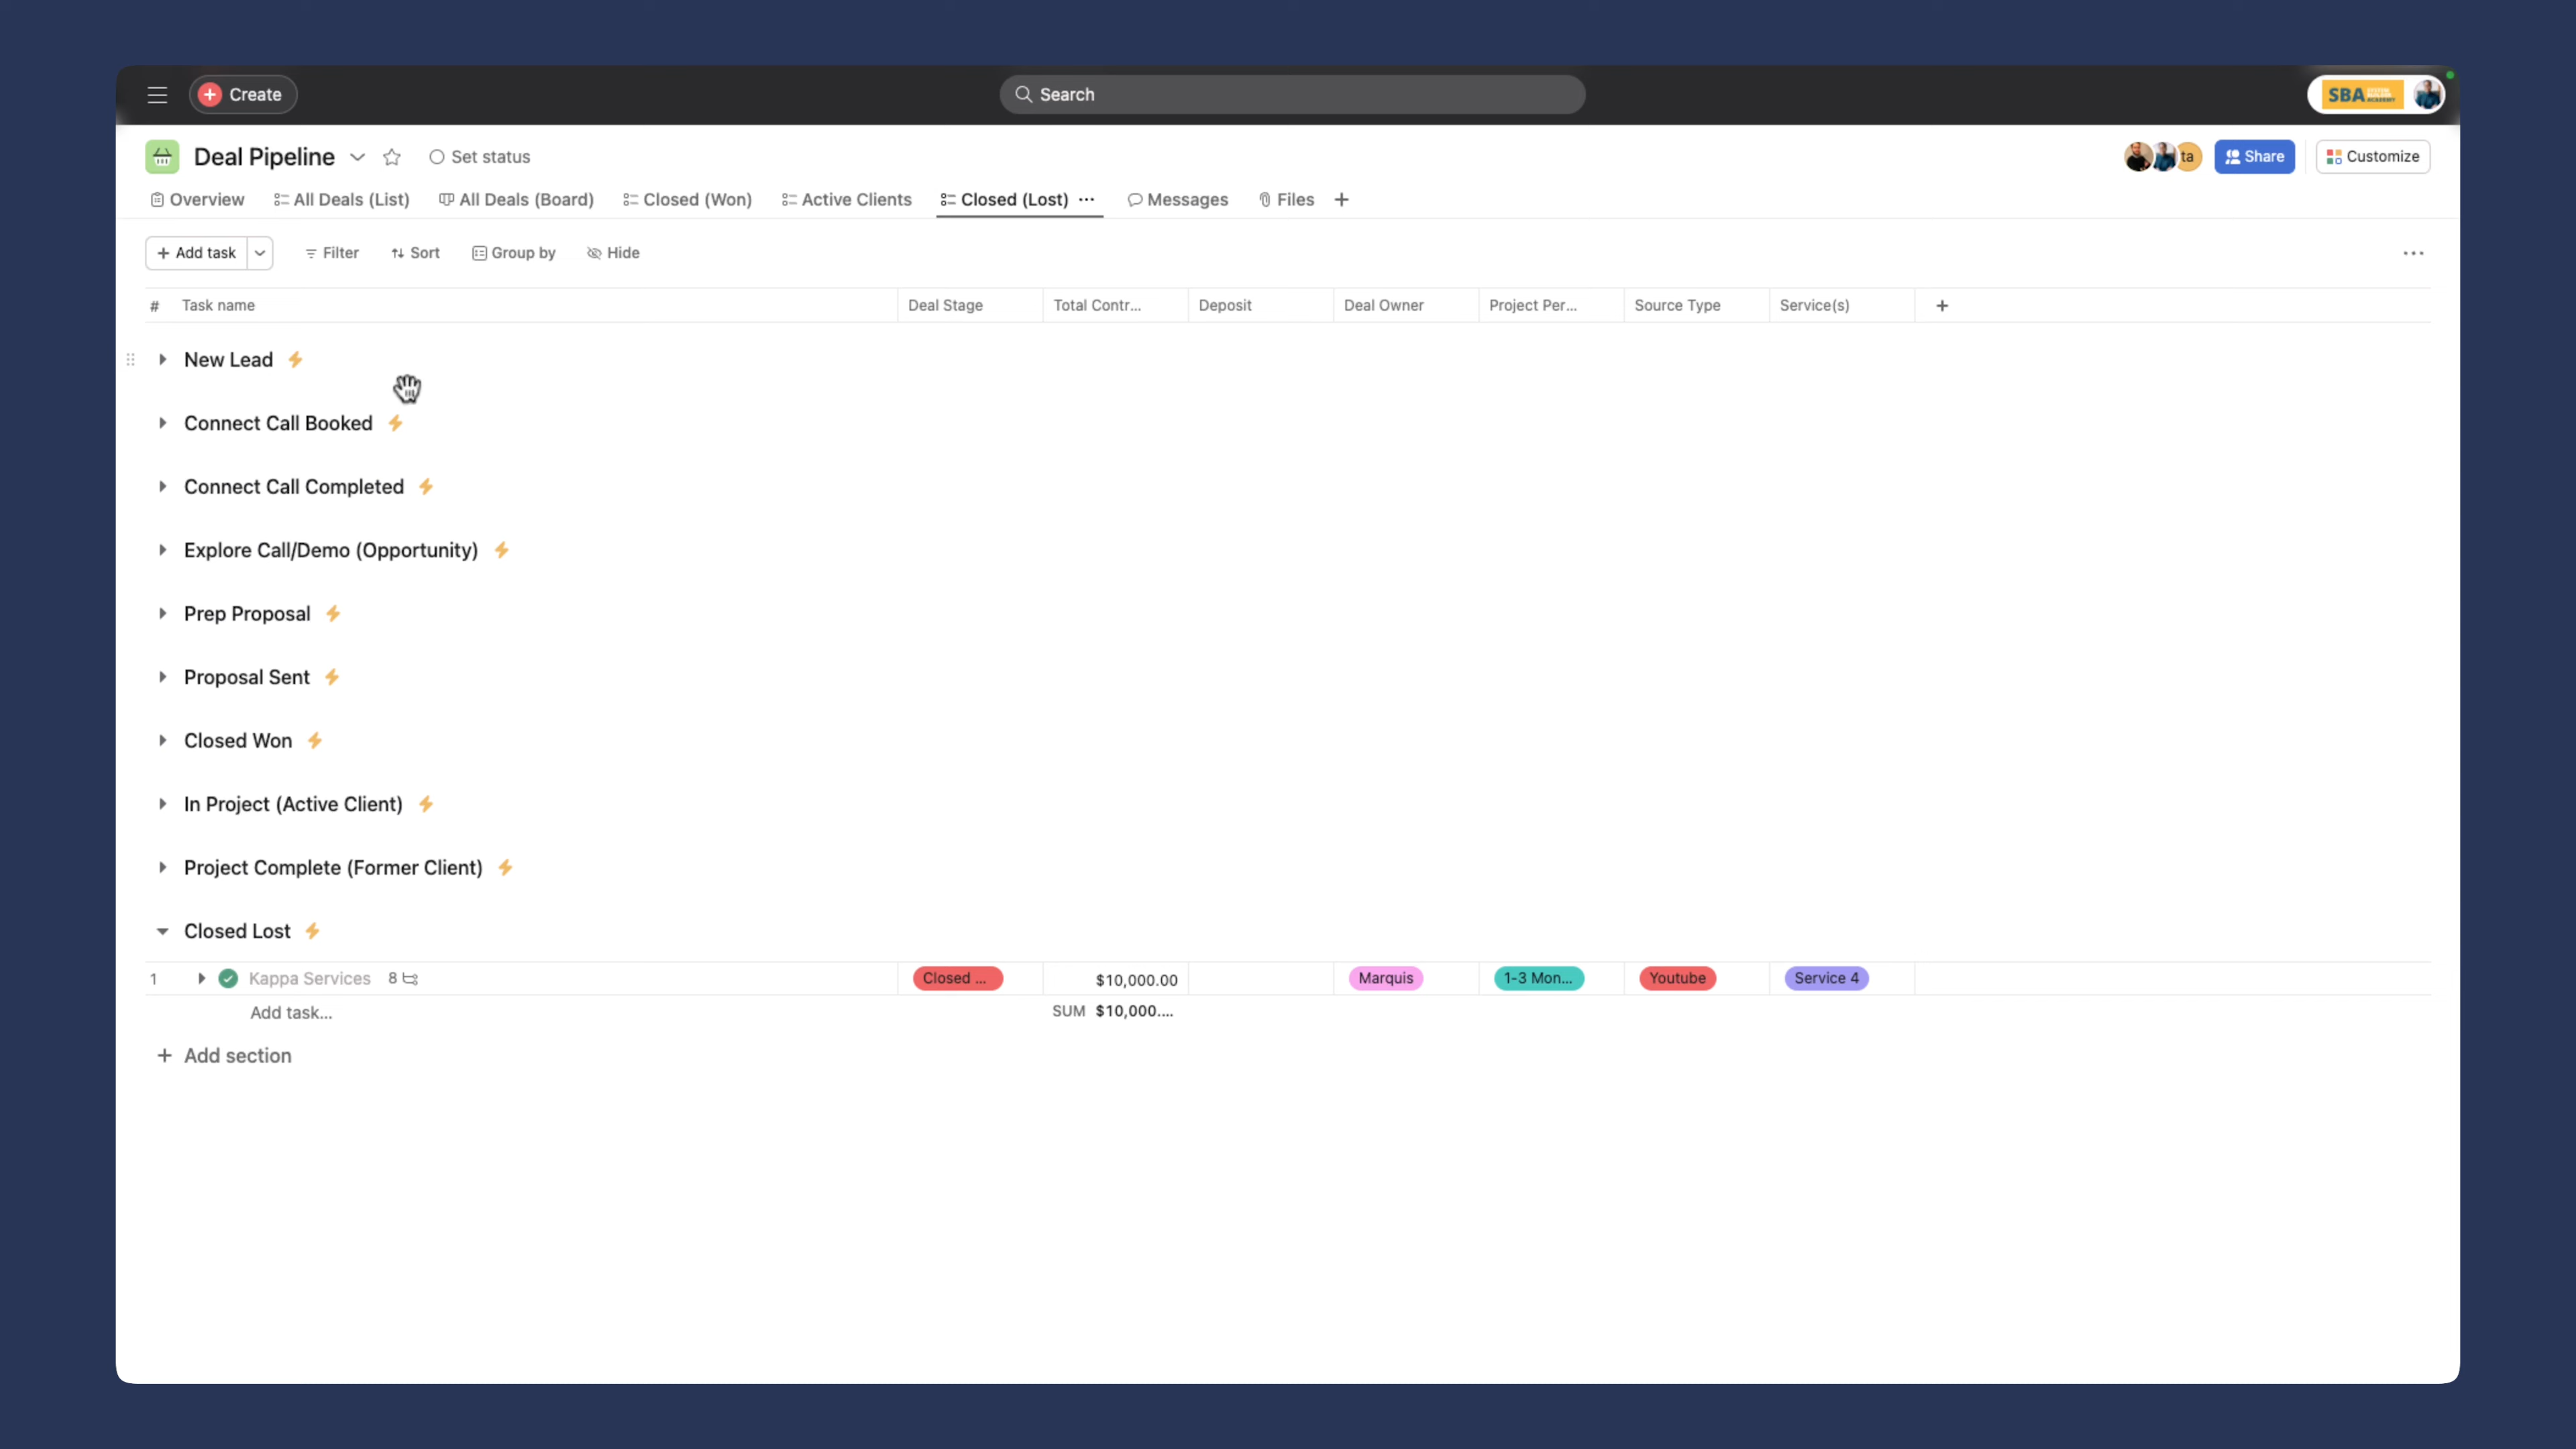 Create
Search
SBA
ACADEMY
Deal Pipeline
Set status
ta
Share
Customize
Overview
All Deals (List)
All Deals (Board)
Closed (Won)
Active Clients
Closed (Lost)
Messages
Files
Add task
Filter
Sort
Group by
Hide
# Task name Deal Stage Total Contr... Deposit Deal Owner Project Per... Source Type Service(s)
New Lead
Connect Call Booked
Connect Call Completed
Explore Call/Demo (Opportunity)
Prep Proposal
Proposal Sent
Closed Won
In Project (Active Client)
Project Complete (Former Client)
Closed Lost
1 Kappa Services 8 Closed ... $10,000.00 Marquis 1-3 Mon... Youtube Service 4
Add task... SUM $10,000....
Add section